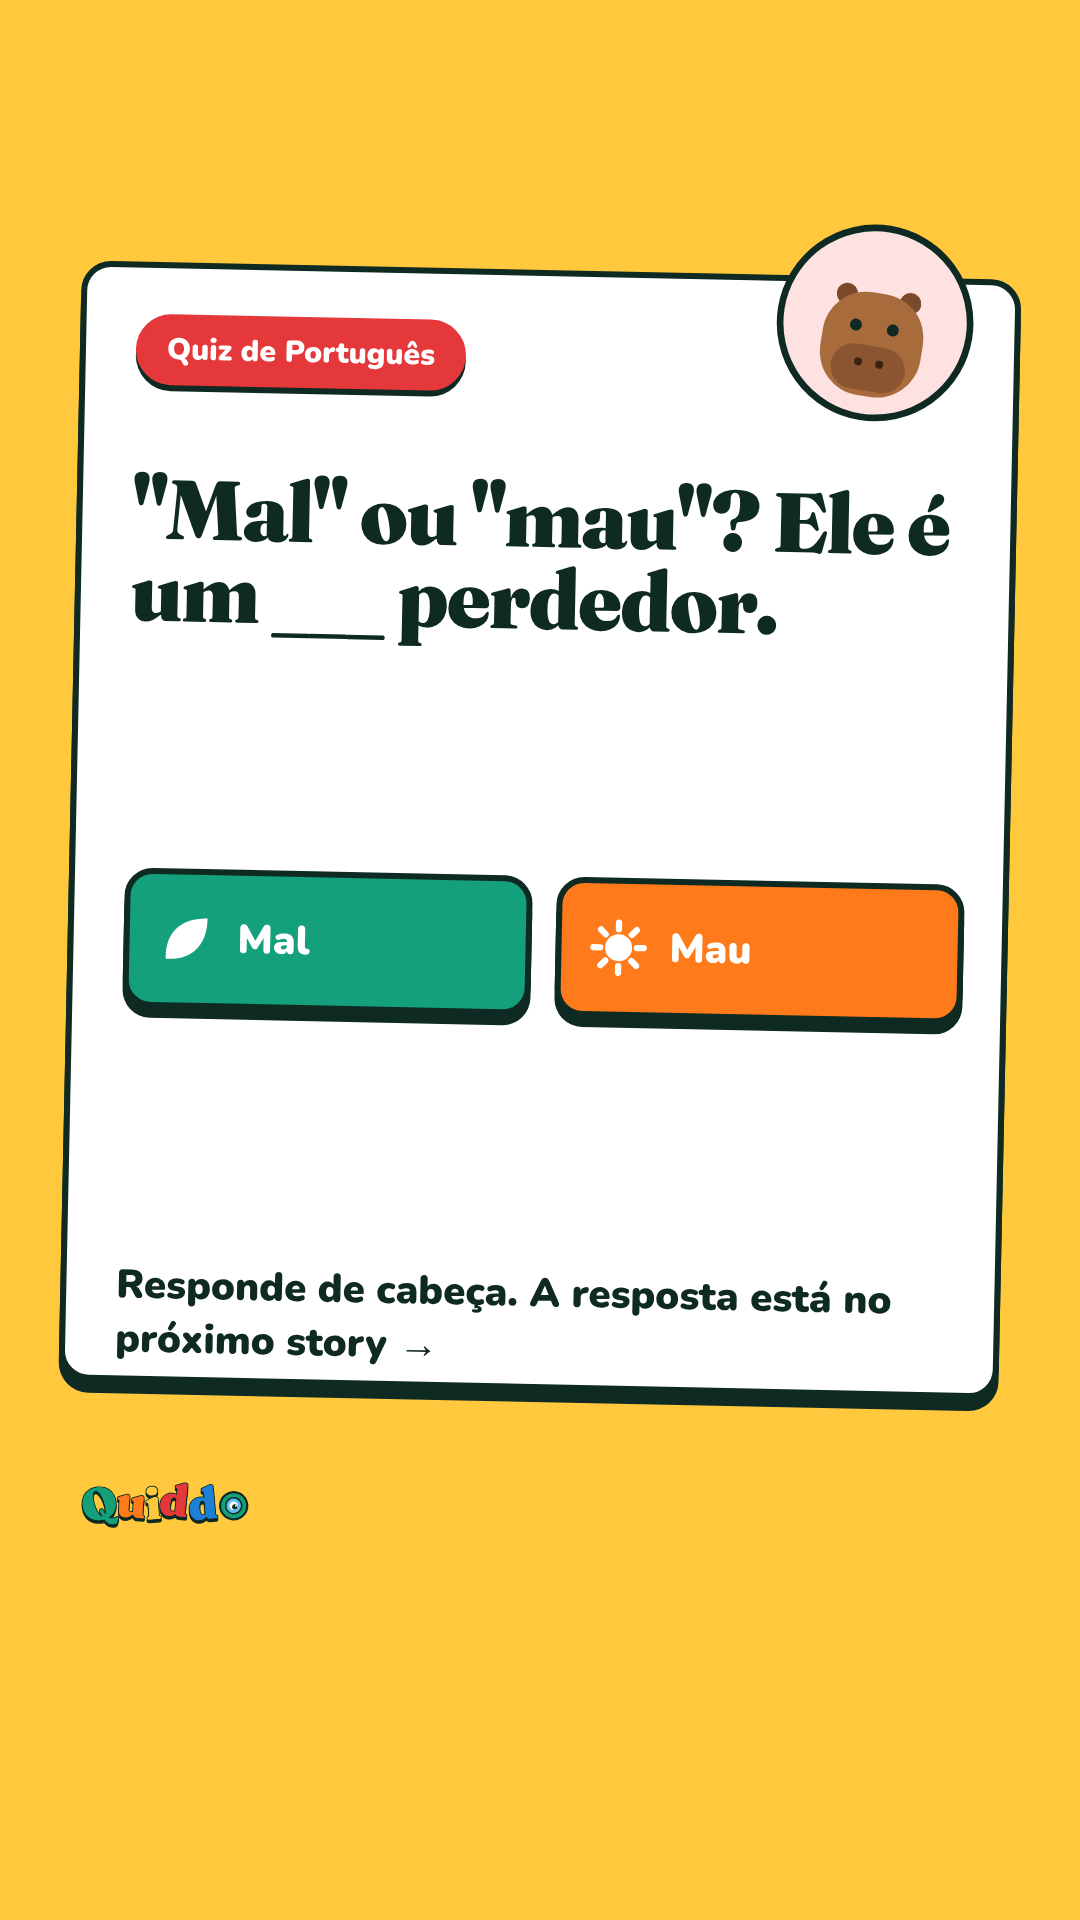 Quiz de Português
"Mal" ou "mau"? Ele é
um ___ perdedor.
Mal
Mau
Responde de cabeça. A resposta está no
próximo story →
Quiddo